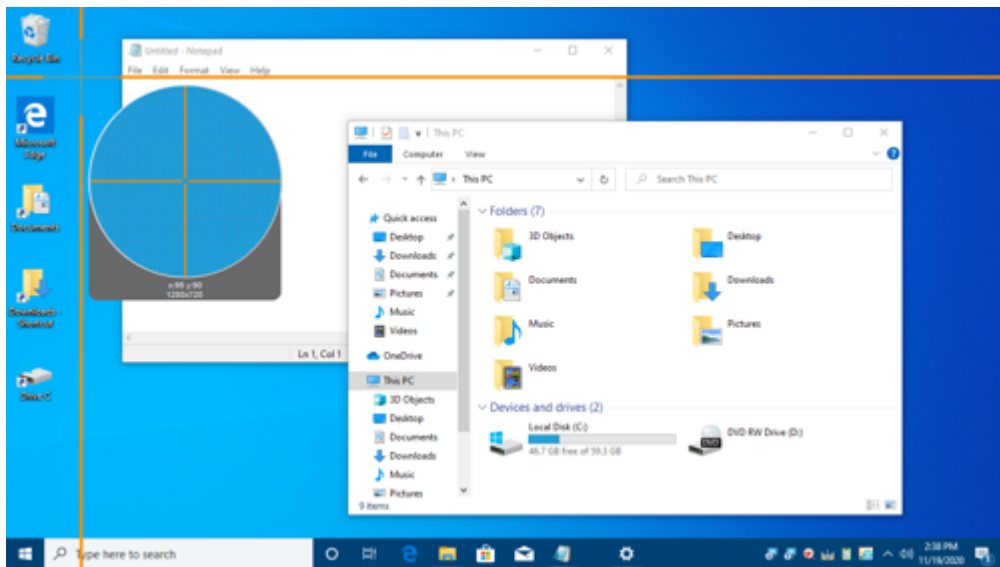 Recycle Bin
Microsoft
Edge
Documents
Downloads -
Shortcut
Drive C
Untitled - Notepad
File Edit Format View Help
x:95 y:90
1280x720
Ln 1, Col 1
This PC
File Computer View
This PC
Search This PC
Quick access
Desktop
Downloads
Documents
Pictures
Music
Videos
OneDrive
This PC
3D Objects
Desktop
Documents
Downloads
Music
Pictures
9 items
Folders (7)
3D Objects
Desktop
Documents
Downloads
Music
Pictures
Videos
Devices and drives (2)
Local Disk (C:)
46.7 GB free of 59.3 GB
DVD RW Drive (D:)
DVD
Type here to search
2:38 PM
11/19/2020